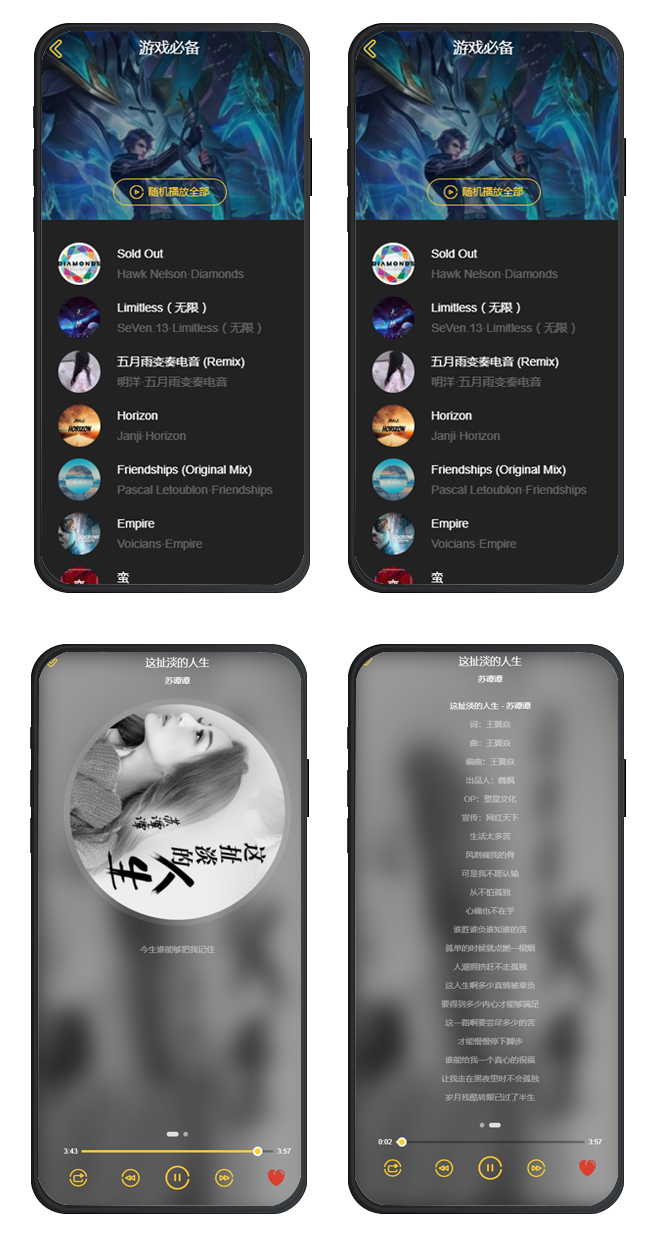 游戏必备
随机播放全部
DIAMONDS
Sold Out
Hawk Nelson·Diamonds
Limitless（无限）
SeVen.13·Limitless（无限）
五月雨变奏电音 (Remix)
明洋·五月雨变奏电音
HORIZON
Horizon
Janji·Horizon
Friendships (Original Mix)
Pascal Letoublon·Friendships
Empire
Voicians·Empire
蛮
游戏必备
随机播放全部
DIAMONDS
Sold Out
Hawk Nelson·Diamonds
Limitless（无限）
SeVen.13·Limitless（无限）
五月雨变奏电音 (Remix)
明洋·五月雨变奏电音
HORIZON
Horizon
Janji·Horizon
Friendships (Original Mix)
Pascal Letoublon·Friendships
Empire
Voicians·Empire
蛮
这扯淡的人生
苏谭谭
这扯淡的
人生
苏谭谭
今生谁能够把我记住
3:43
3:57
这扯淡的人生
苏谭谭
这扯淡的人生 - 苏谭谭
词：王翼焱
曲：王翼焱
编曲：王翼焱
出品人：魏枫
OP：塑星文化
宣传：网红天下
生活太多苦
风刺痛我的骨
可是我不愿认输
从不怕孤独
心痛也不在乎
谁胜谁负谁知谁的苦
孤单的时候就点燃一根烟
人潮拥挤赶不走孤独
这人生啊多少真情被辜负
要得到多少内心才能够满足
这一路啊要尝尽多少的苦
才能慢慢停下脚步
谁能给我一个真心的祝福
让我走在黑夜里时不会孤独
岁月残酷转眼已过了半生
0:02
3:57